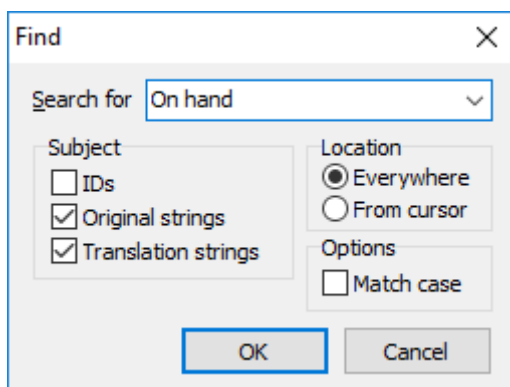 Find
Search for On hand
Subject
IDs
Original strings
Translation strings
Location
Everywhere
From cursor
Options
Match case
OK
Cancel